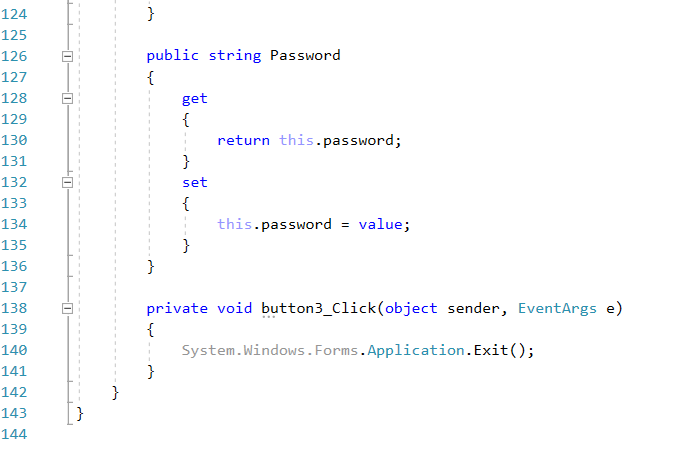 124 }
125
126 public string Password
127 {
128 get
129 {
130 return this.password;
131 }
132 set
133 {
134 this.password = value;
135 }
136 }
137
138 private void button3_Click(object sender, EventArgs e)
139 {
140 System.Windows.Forms.Application.Exit();
141 }
142 }
143 }
144